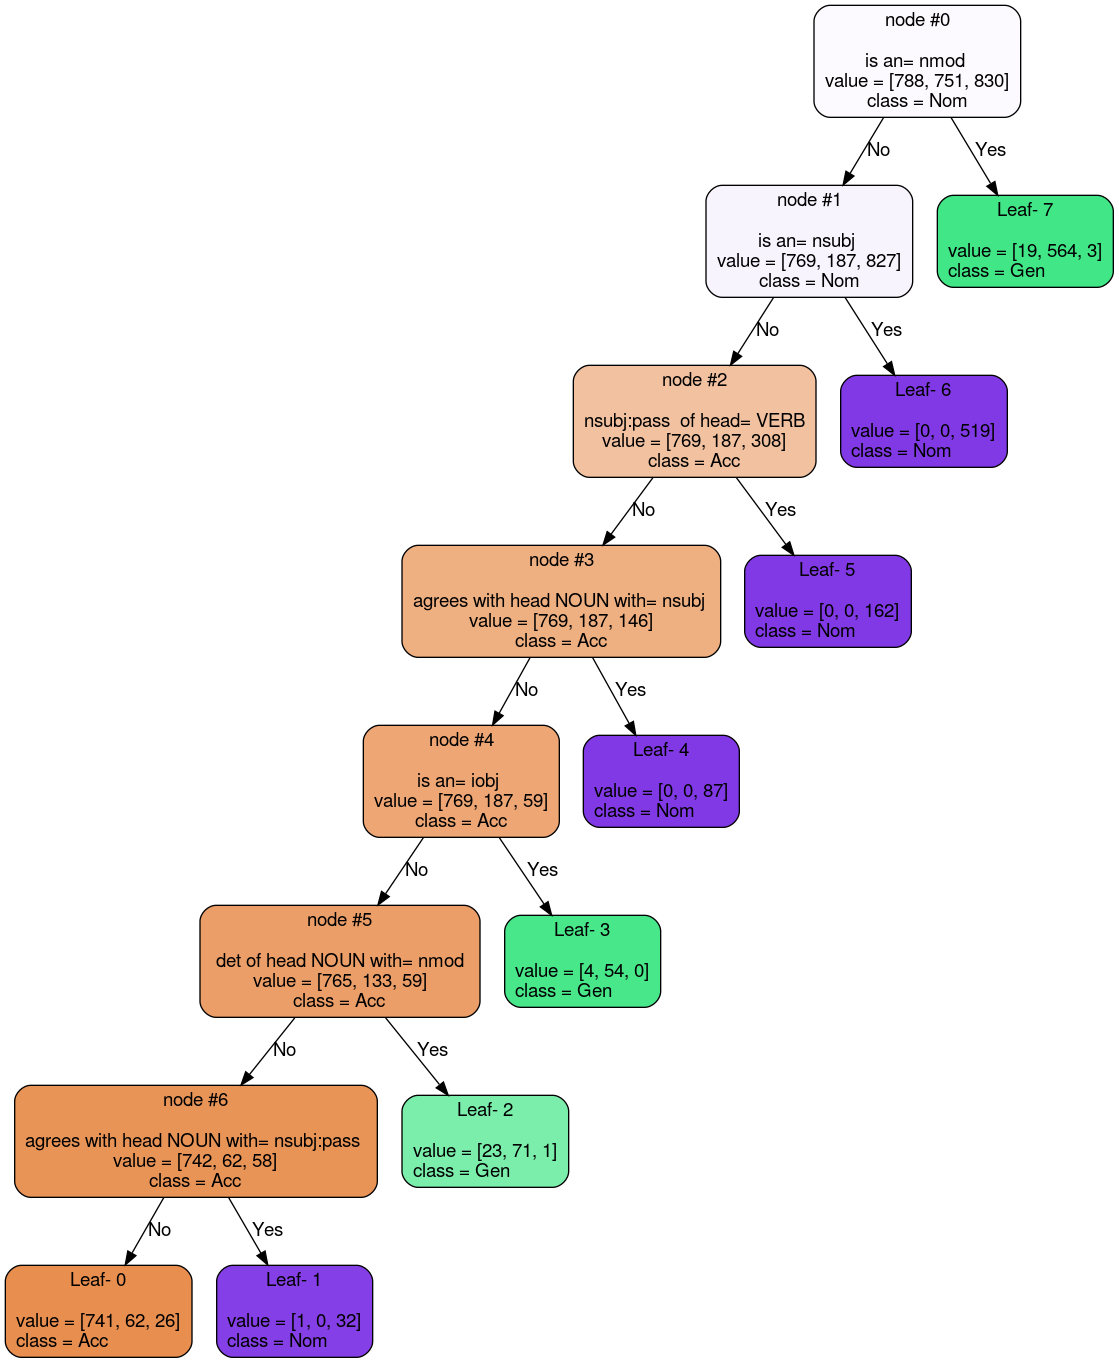 node #0
is an= nmod
value = [788, 751, 830]
class = Nom
No
Yes
node #1
is an= nsubj
value = [769, 187, 827]
class = Nom
Leaf- 7
value = [19, 564, 3]
class = Gen
No
Yes
node #2
nsubj:pass  of head= VERB
value = [769, 187, 308]
class = Acc
Leaf- 6
value = [0, 0, 519]
class = Nom
No
Yes
node #3
agrees with head NOUN with= nsubj
value = [769, 187, 146]
class = Acc
Leaf- 5
value = [0, 0, 162]
class = Nom
No
Yes
node #4
is an= iobj
value = [769, 187, 59]
class = Acc
Leaf- 4
value = [0, 0, 87]
class = Nom
No
Yes
node #5
det of head NOUN with= nmod
value = [765, 133, 59]
class = Acc
Leaf- 3
value = [4, 54, 0]
class = Gen
No
Yes
node #6
agrees with head NOUN with= nsubj:pass
value = [742, 62, 58]
class = Acc
Leaf- 2
value = [23, 71, 1]
class = Gen
No
Yes
Leaf- 0
value = [741, 62, 26]
class = Acc
Leaf- 1
value = [1, 0, 32]
class = Nom